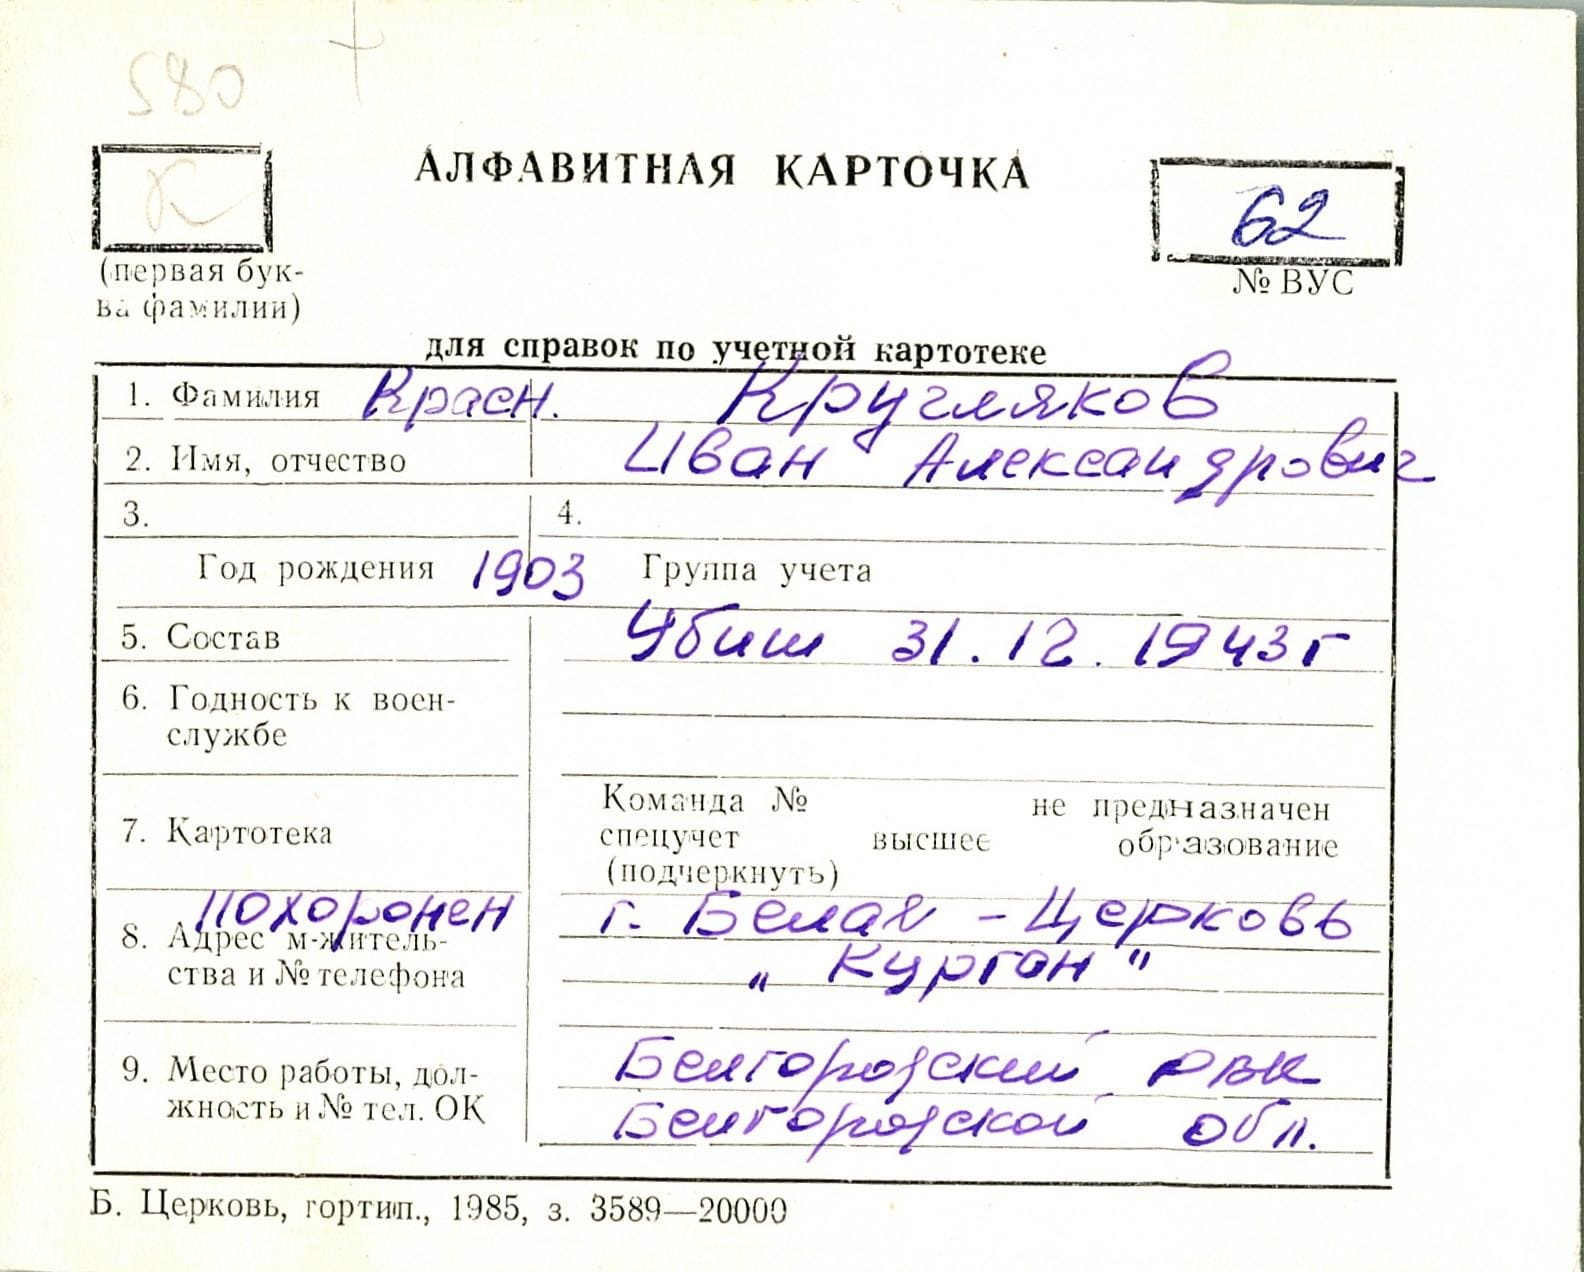 580
К
АЛФАВИТНАЯ КАРТОЧКА
62
(первая бук-
ва фамилии)
№ ВУС
для справок по учетной картотеке
1. Фамилия Красн. Кругляков
2. Имя, отчество Иван Александрович
3. 4.
Год рождения 1903 Группа учета
5. Состав Убит 31.12.1943г
6. Годность к воен-
службе
Команда № не предназначен
7. Картотека спецучет высшее образование
(подчеркнуть)
Похоронен г. Белая - Церковь
8. Адрес м-житель-
ства и № телефона „ Курган "
9. Место работы, дол-
жность и № тел. ОК
Белгородский РВК
Белгородской обл.
Б. Церковь, гортип., 1985, з. 3589—20000